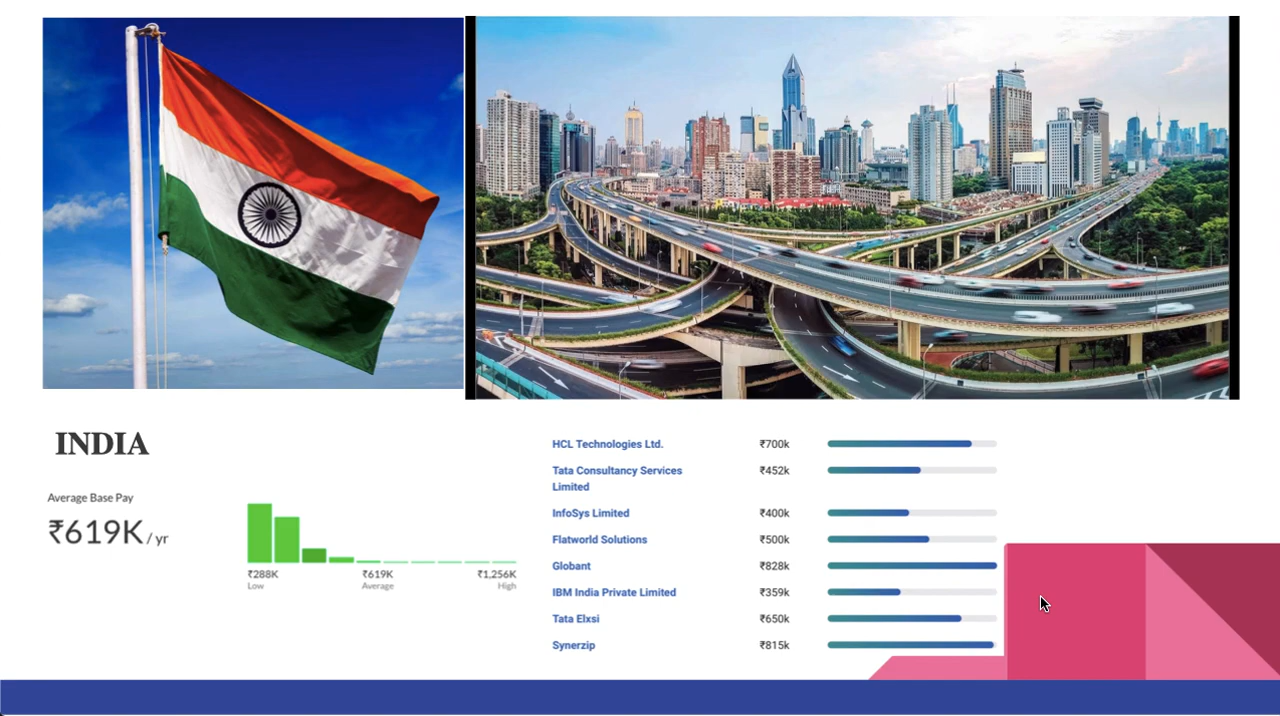 INDIA
Average Base Pay
₹619K / yr
₹288K ₹619K ₹1,256K
Low Average High
HCL Technologies Ltd. ₹700k
Tata Consultancy Services ₹452k
Limited
InfoSys Limited ₹400k
Flatworld Solutions ₹500k
Globant ₹828k
IBM India Private Limited ₹359k
Tata Elxsi ₹650k
Synerzip ₹815k